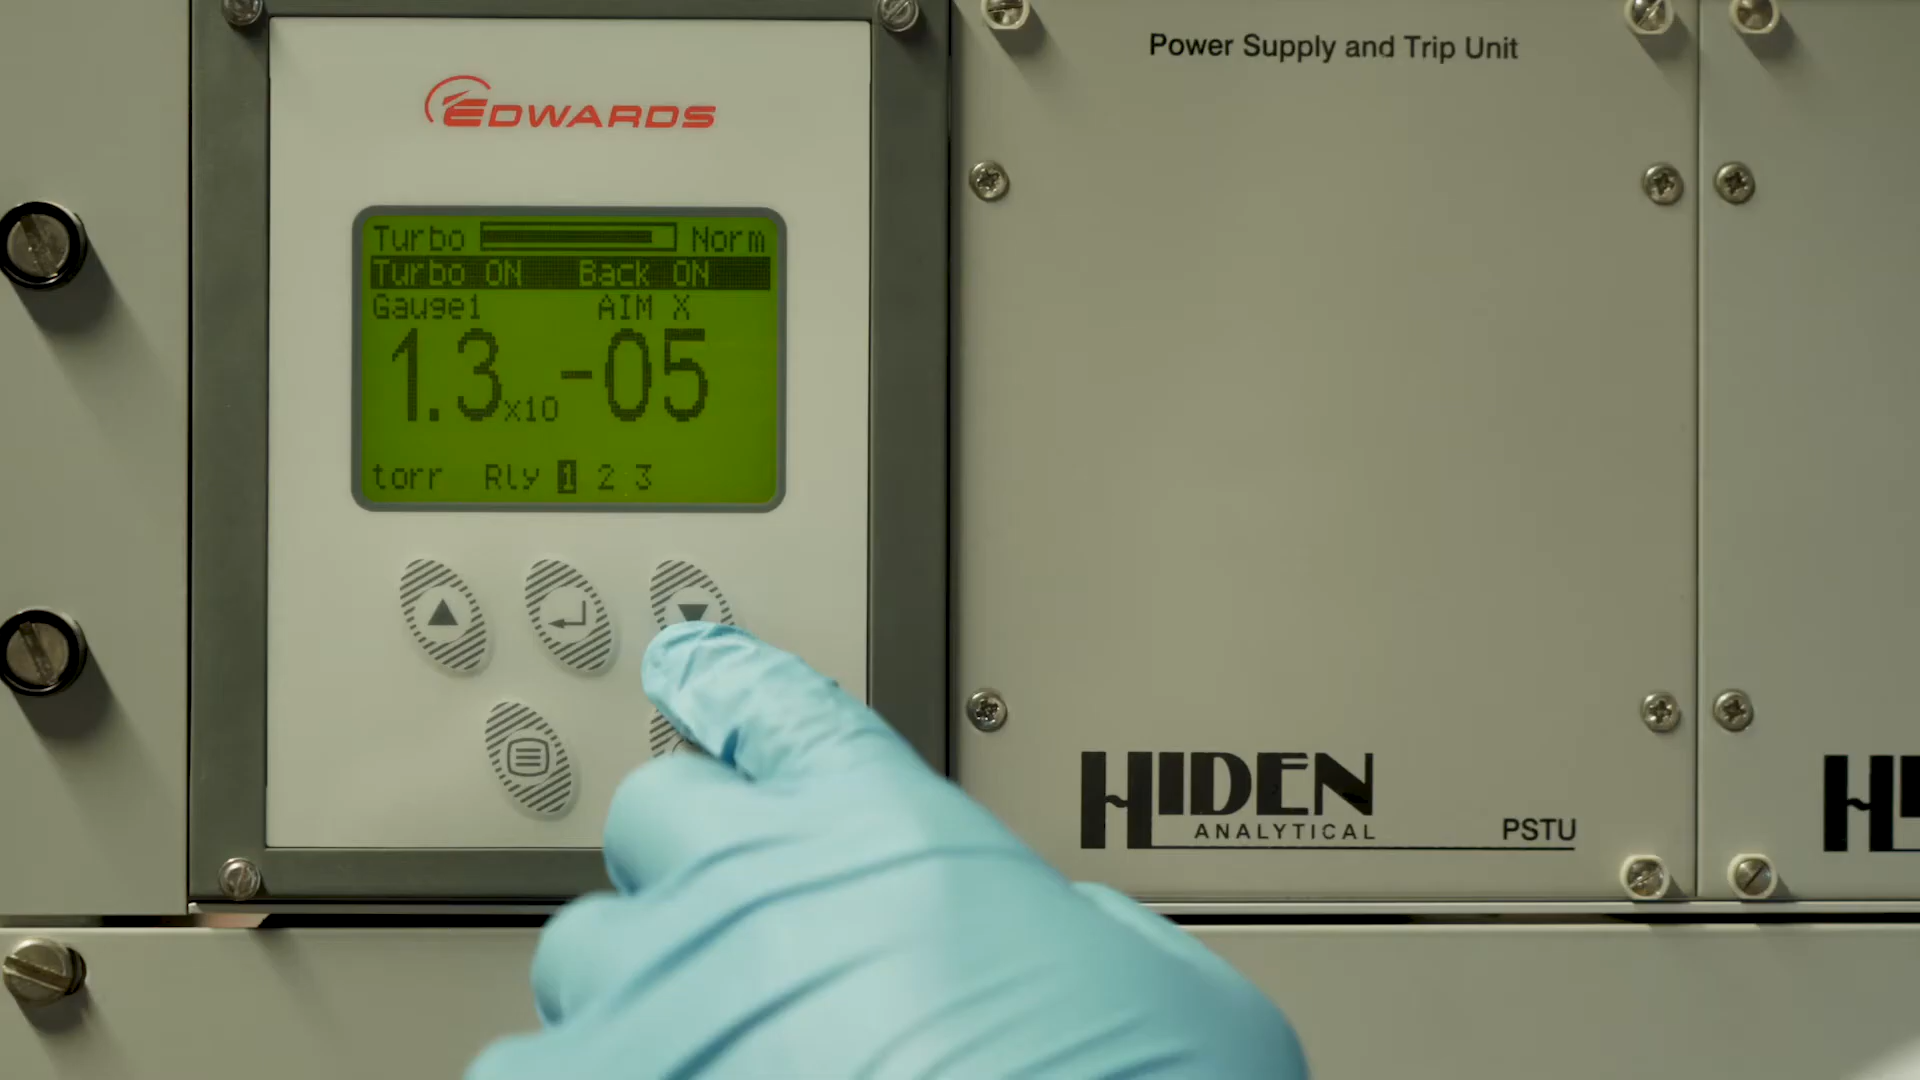 EDWARDS
Turbo Norm
Turbo ON Back ON
Gauge1 AIM X
1.3x10 -05
torr Rly 1 2 3
Power Supply and Trip Unit
HIDEN
ANALYTICAL
PSTU